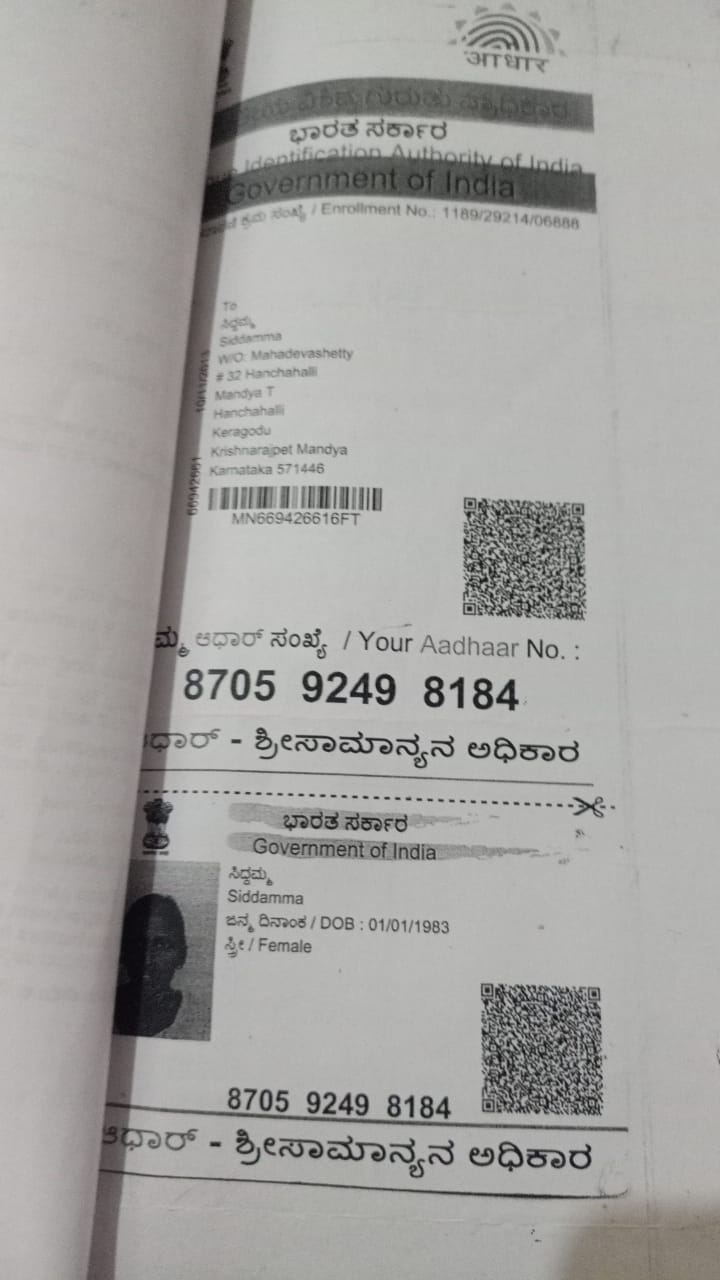 आधार
ಭಾರತ ಸರ್ಕಾರ
Identification Authority of India
Government of India
ಕ್ರಮ ಸಂಖ್ಯೆ / Enrollment No.: 1189/29214/06888
To
ಸಿದ್ದಮ್ಮ
Siddamma
W/O: Mahadevashetty
# 32 Hanchahalli
Mandya T
Hanchahalli
Keragodu
Krishnarajpet Mandya
Karnataka 571446
66942661
MN669426616FT
ಆಧಾರ್ ಸಂಖ್ಯೆ / Your Aadhaar No. :
8705 9249 8184
ಆಧಾರ್ - ಶ್ರೀಸಾಮಾನ್ಯನ ಅಧಿಕಾರ
ಭಾರತ ಸರ್ಕಾರ
Government of India
ಸಿದ್ದಮ್ಮ
Siddamma
ಜನ್ಮ ದಿನಾಂಕ / DOB : 01/01/1983
ಸ್ತ್ರೀ / Female
8705 9249 8184
ಆಧಾರ್ - ಶ್ರೀಸಾಮಾನ್ಯನ ಅಧಿಕಾರ